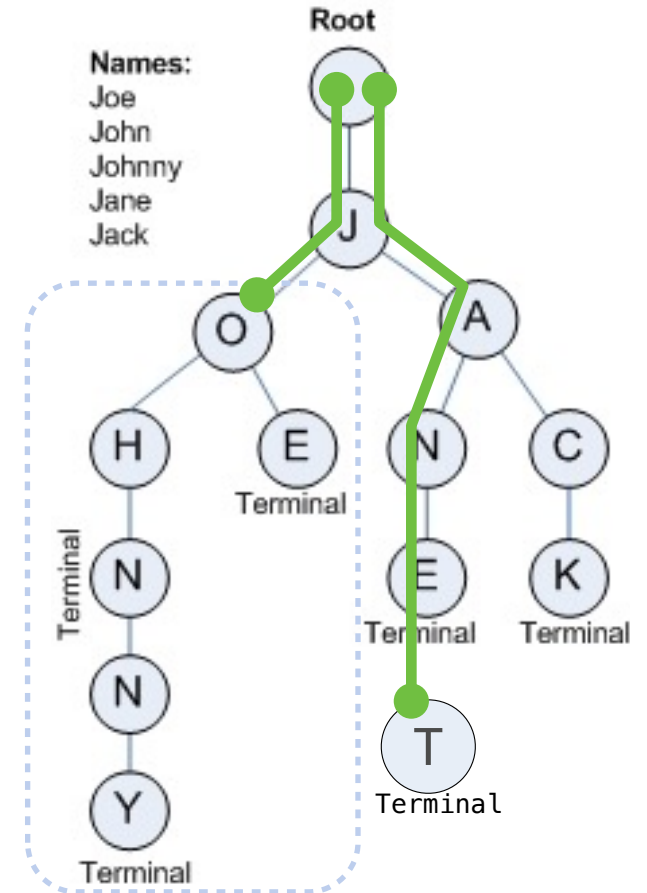 Root
Names:
Joe
John
Johnny
Jane
Jack
J
O
A
H
E
N
C
Terminal
Terminal
N
E
K
Terminal
Terminal
N
T
Terminal
Y
Terminal